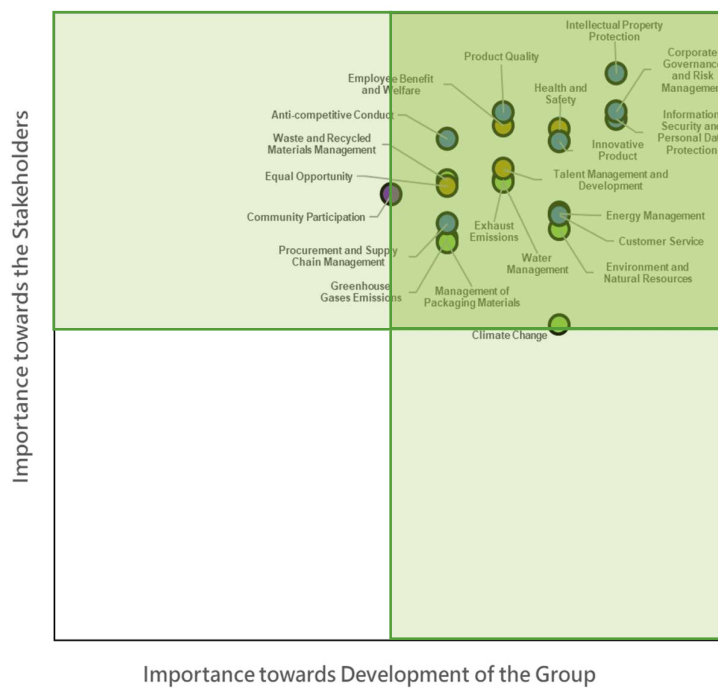 Intellectual Property
Protection
Product Quality
Corporate
Governance
and Risk
Management
Employee Benefit
and Welfare
Health and
Safety
Anti-competitive Conduct
Information
Security and
Personal Data
Protection
Waste and Recycled
Materials Management
Innovative
Product
Equal Opportunity
Talent Management and
Development
Community Participation
Energy Management
Exhaust
Emissions
Customer Service
Procurement and Supply
Chain Management
Water
Management
Environment and
Natural Resources
Greenhouse
Gases Emissions
Management of
Packaging Materials
Climate Change
Importance towards the Stakeholders
Importance towards Development of the Group